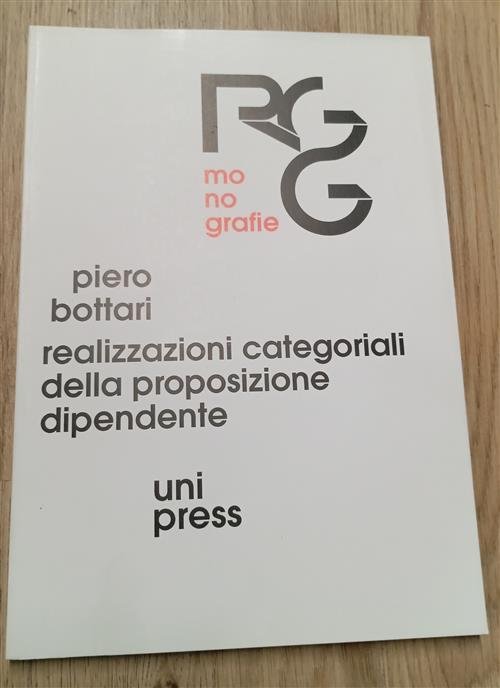 RGG
mo
no
grafie
piero
bottari
realizzazioni categoriali
della proposizione
dipendente
uni
press